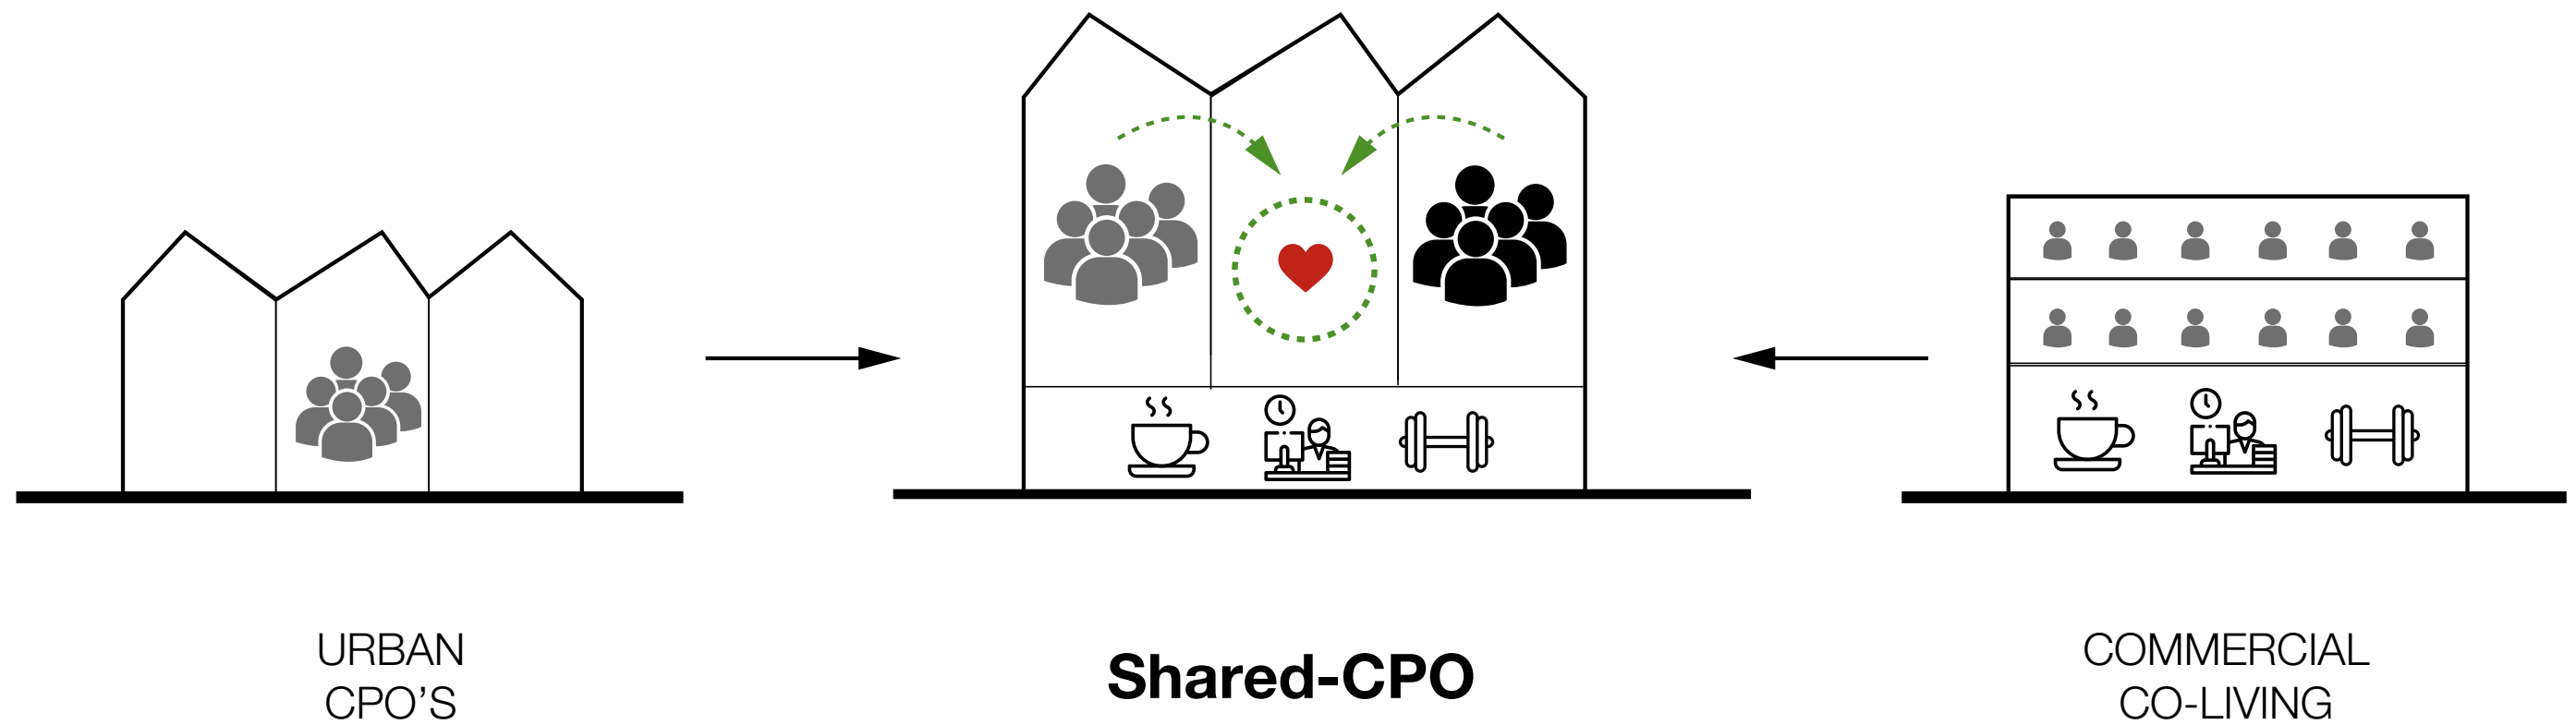 URBAN
CPO'S
Shared-CPO
COMMERCIAL
CO-LIVING